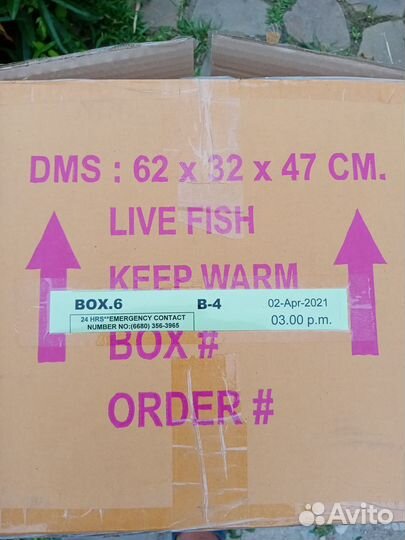 DMS : 62 x 32 x 47 CM.
LIVE FISH
KEEP WARM
BOX.6 B-4 02-Apr-2021
24 HRS**EMERGENCY CONTACT
NUMBER NO:(6680) 356-3965 03.00 p.m.
BOX #
ORDER #
Avito